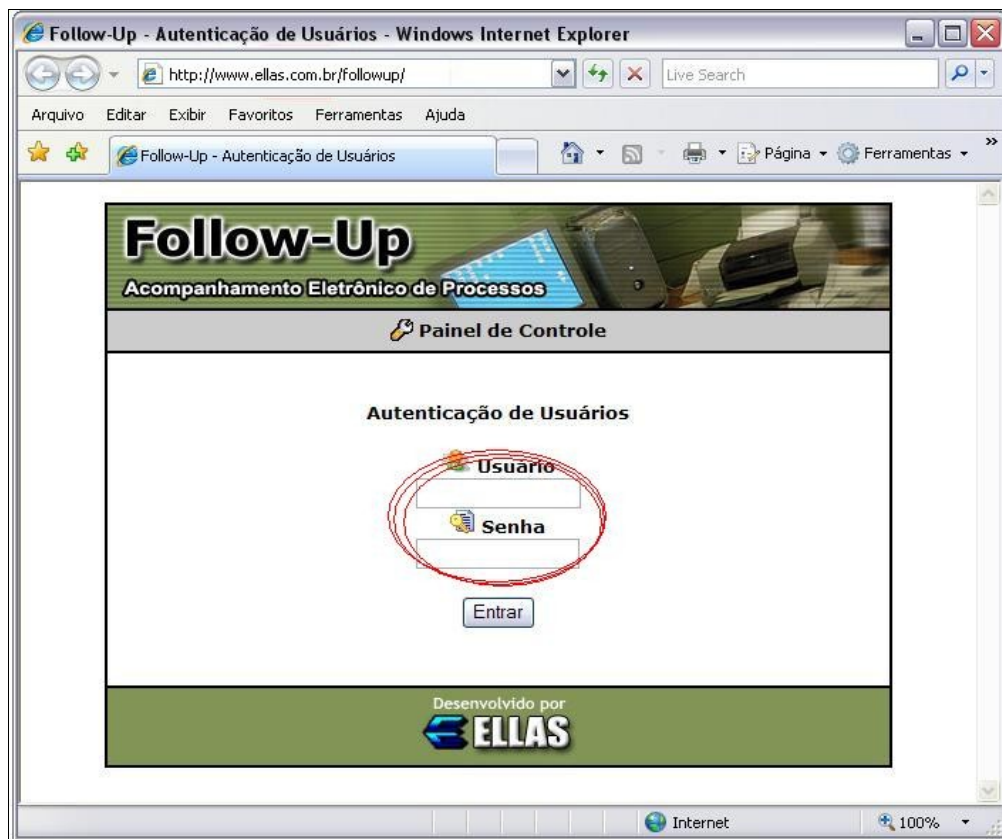 Follow-Up - Autenticação de Usuários - Windows Internet Explorer
http://www.ellas.com.br/followup/
Live Search
Arquivo Editar Exibir Favoritos Ferramentas Ajuda
Follow-Up - Autenticação de Usuários
Página
Ferramentas
»
Follow-Up
Acompanhamento Eletrônico de Processos
Painel de Controle
Autenticação de Usuários
Usuário
Senha
Entrar
Desenvolvido por
ELLAS
Internet
100%